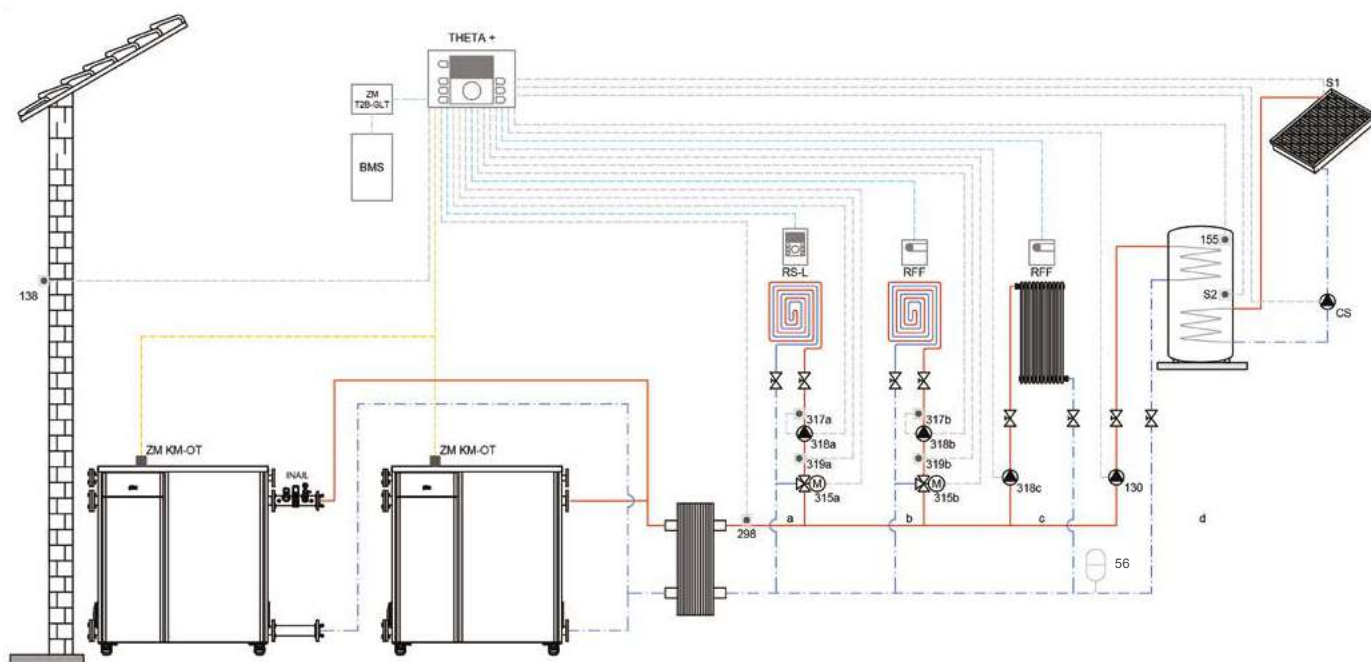 THETA +
ZM
T2B-GLT
BMS
S1
138
RS-L
RFF
RFF
155
S2
CS
317a
318a
319a
M
315a
317b
318b
319b
M
315b
318c
130
ZM KM-OT
INAIL
ZM KM-OT
298
a
b
c
d
56